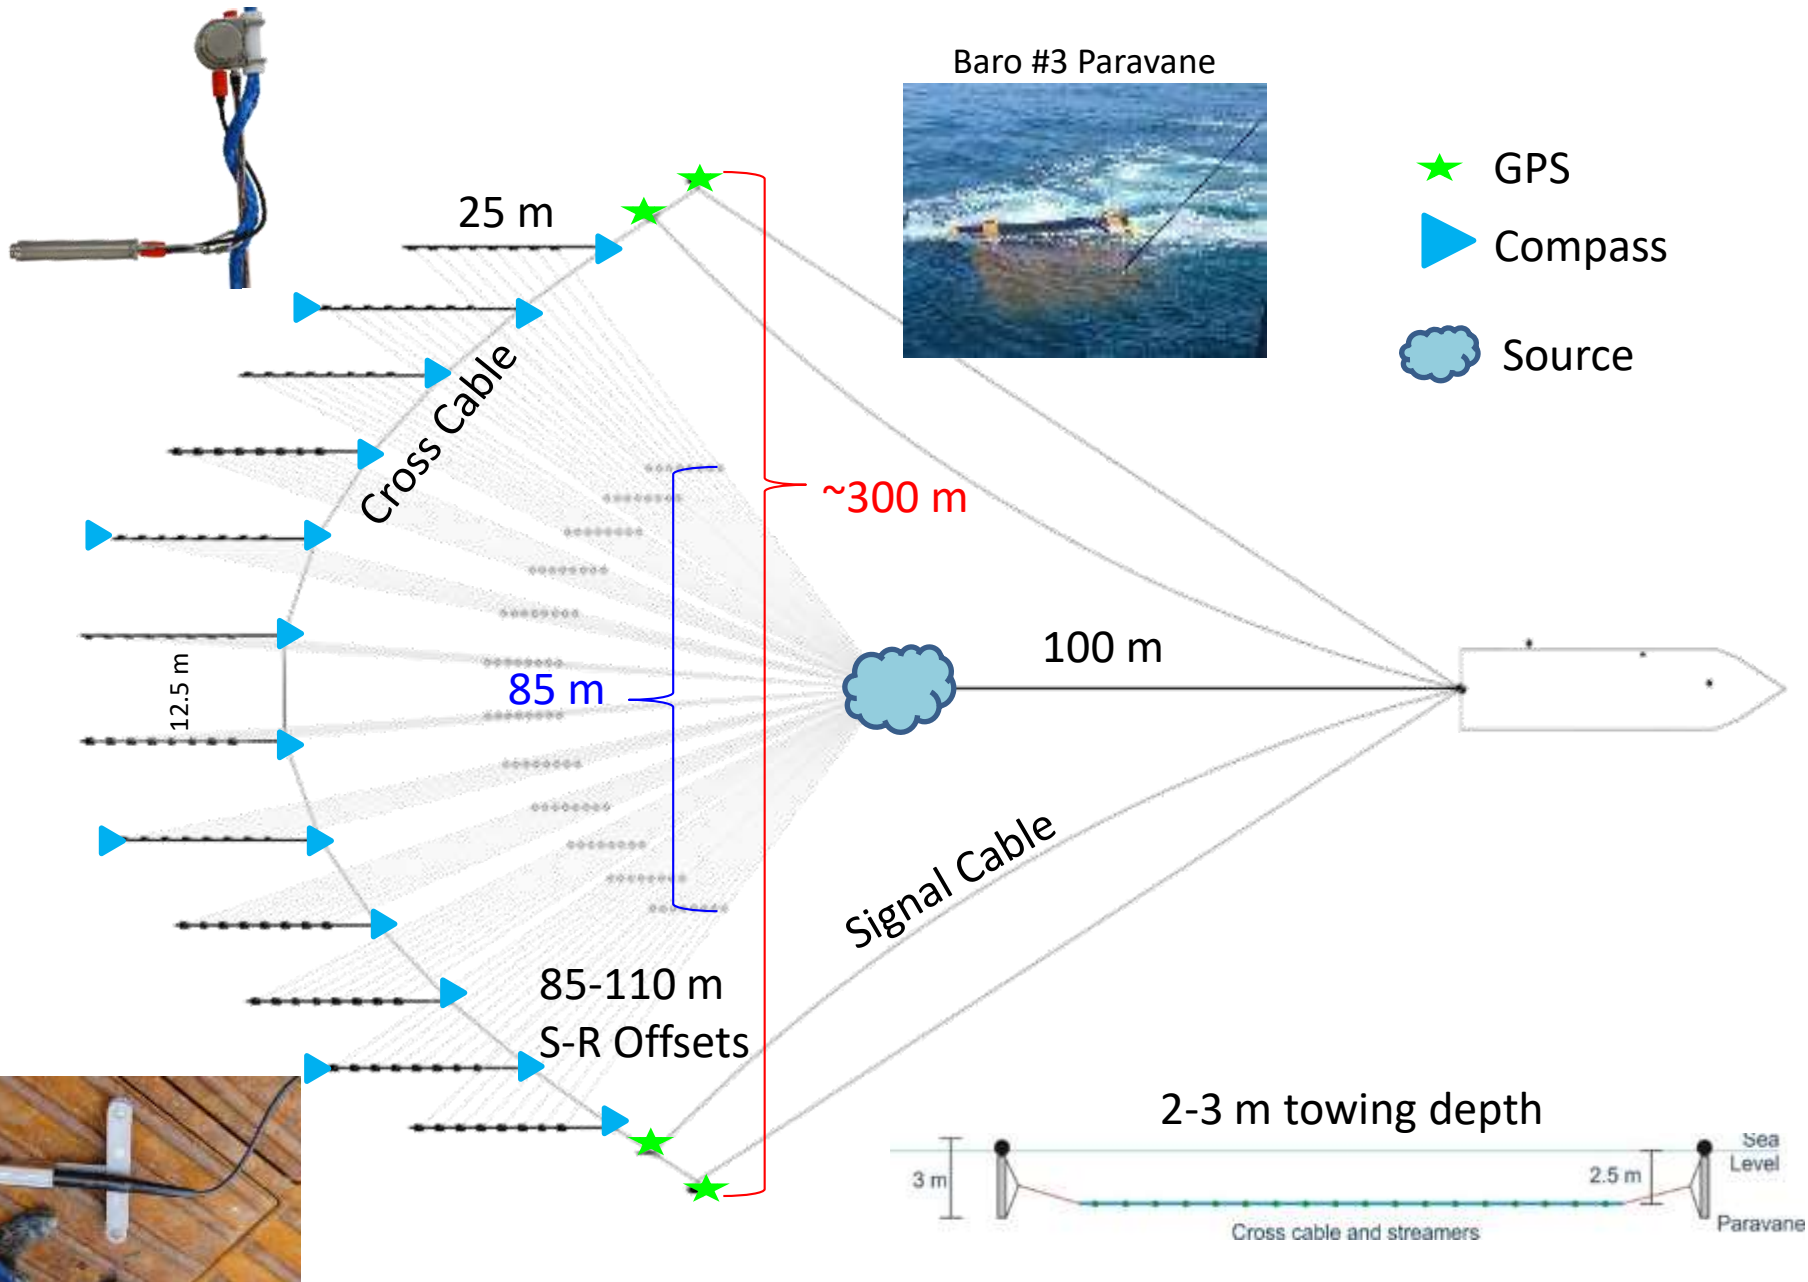 Baro #3 Paravane
GPS
25 m
Compass
Source
Cross Cable
~300 m
100 m
12.5 m
85 m
Signal Cable
85-110 m
S-R Offsets
2-3 m towing depth
Sea
Level
3 m
2.5 m
Paravane
Cross cable and streamers